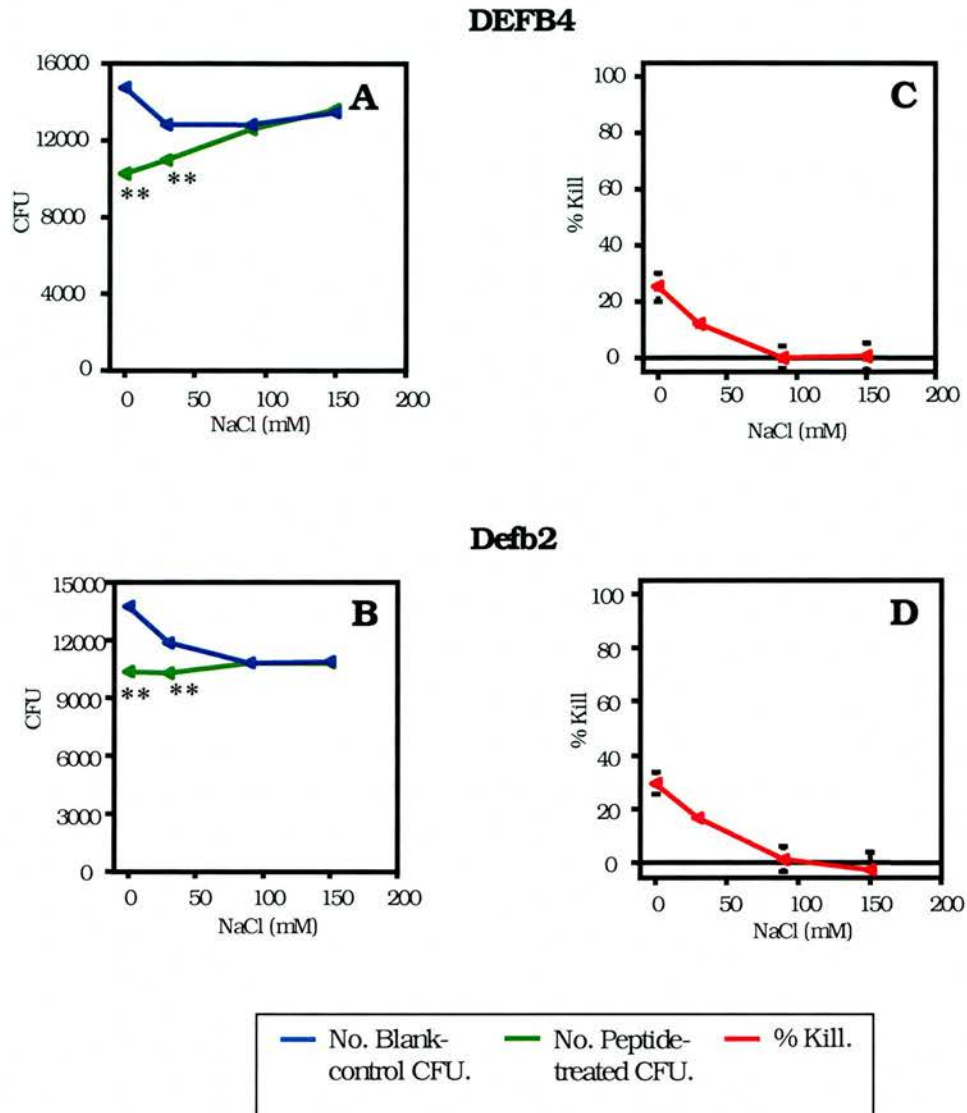 DEFB4
16000
12000
8000
4000
0
CFU
A
**
**
0 50 100 150 200
NaCl (mM)
100
80
60
40
20
0
% Kill
C
0 50 100 150 200
NaCl (mM)
Defb2
15000
12000
9000
6000
3000
0
CFU
B
**
**
0 50 100 150 200
NaCl (mM)
100
80
60
40
20
0
% Kill
D
0 50 100 150 200
NaCl (mM)
No. Blank-
control CFU.
No. Peptide-
treated CFU.
% Kill.